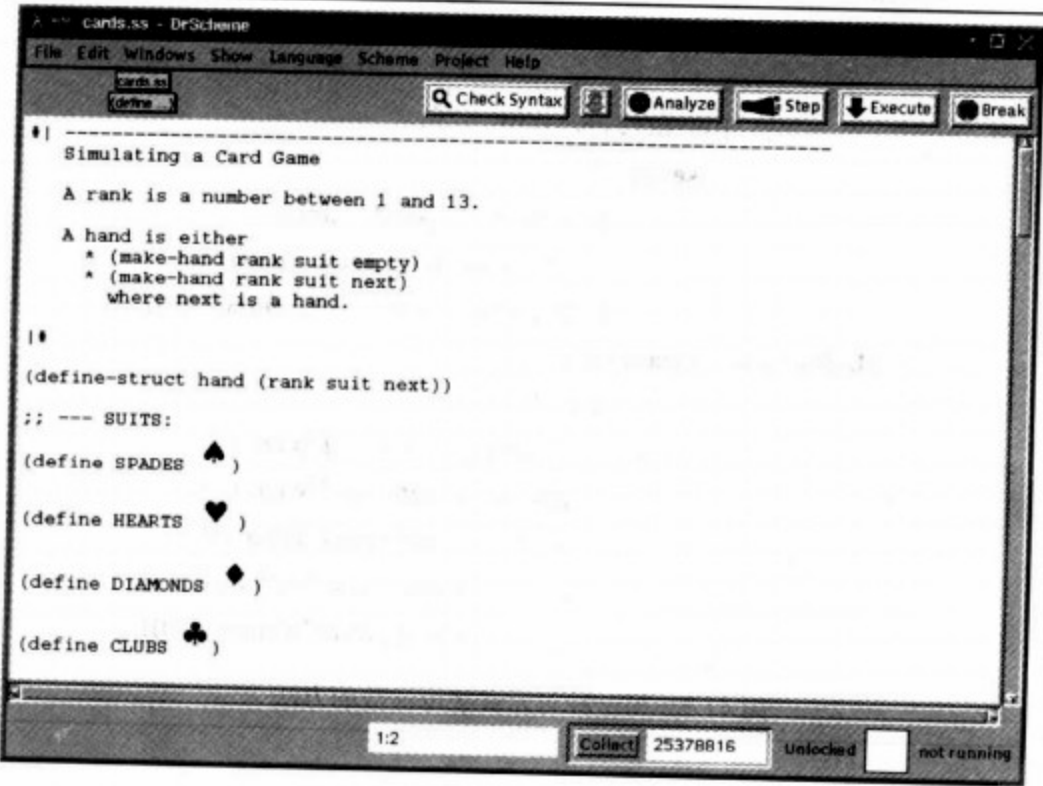 cards.ss - DrScheme
File Edit Windows Show Language Scheme Project Help
cards.ss
(define ...)
Check Syntax Analyze Step Execute Break
#| --------------------------------------------------------------
Simulating a Card Game
A rank is a number between 1 and 13.
A hand is either
* (make-hand rank suit empty)
* (make-hand rank suit next)
where next is a hand.
|#
(define-struct hand (rank suit next))
;; --- SUITS:
(define SPADES ♠ )
(define HEARTS ♥ )
(define DIAMONDS ♦ )
(define CLUBS ♣ )
1:2 Collect 25378816 Unlocked not running